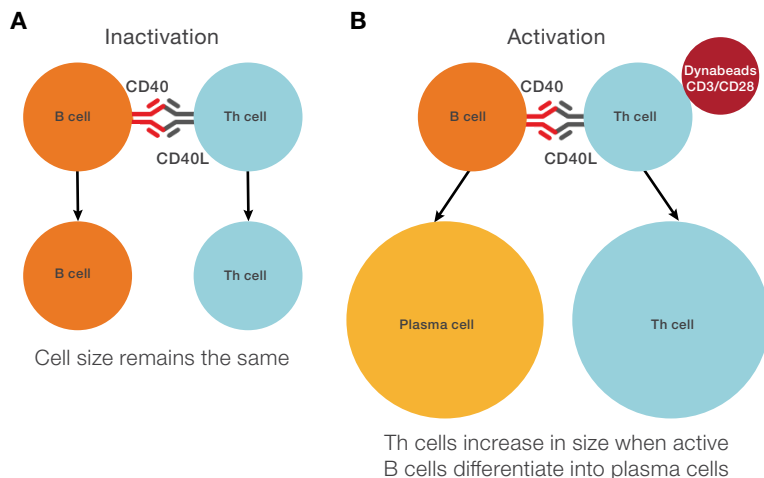 A
Inactivation
B cell
CD40
CD40L
Th cell
B cell
Th cell
Cell size remains the same
B
Activation
B cell
CD40
CD40L
Th cell
Dynabeads
CD3/CD28
Plasma cell
Th cell
Th cells increase in size when active
B cells differentiate into plasma cells